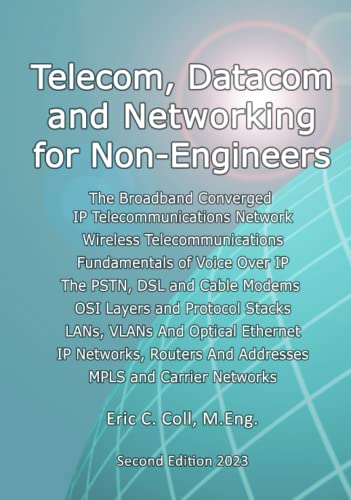 Telecom, Datacom
and Networking
for Non-Engineers
The Broadband Converged
IP Telecommunications Network
Wireless Telecommunications
Fundamentals of Voice Over IP
The PSTN, DSL and Cable Modems
OSI Layers and Protocol Stacks
LANs, VLANs And Optical Ethernet
IP Networks, Routers And Addresses
MPLS and Carrier Networks
Eric C. Coll, M.Eng.
Second Edition 2023